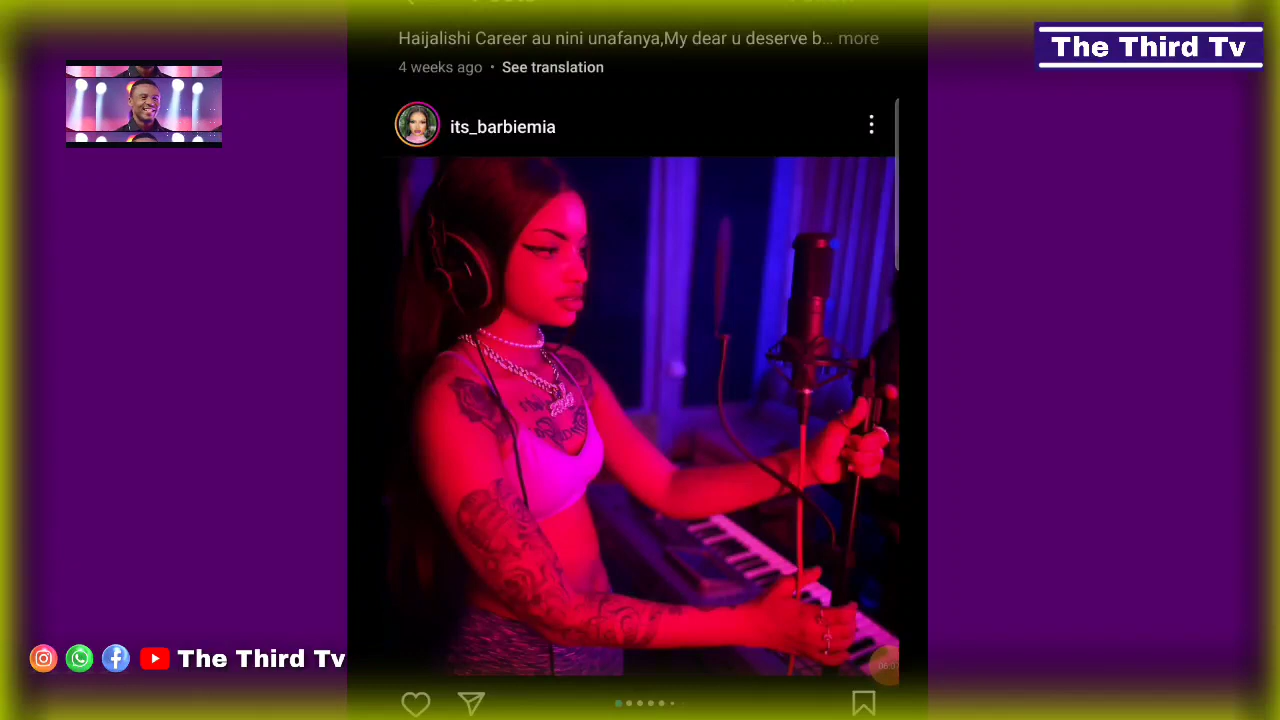 Haijalishi Career au nini unafanya,My dear u deserve b... more
4 weeks ago • See translation
The Third Tv
its_barbiemia
The Third Tv